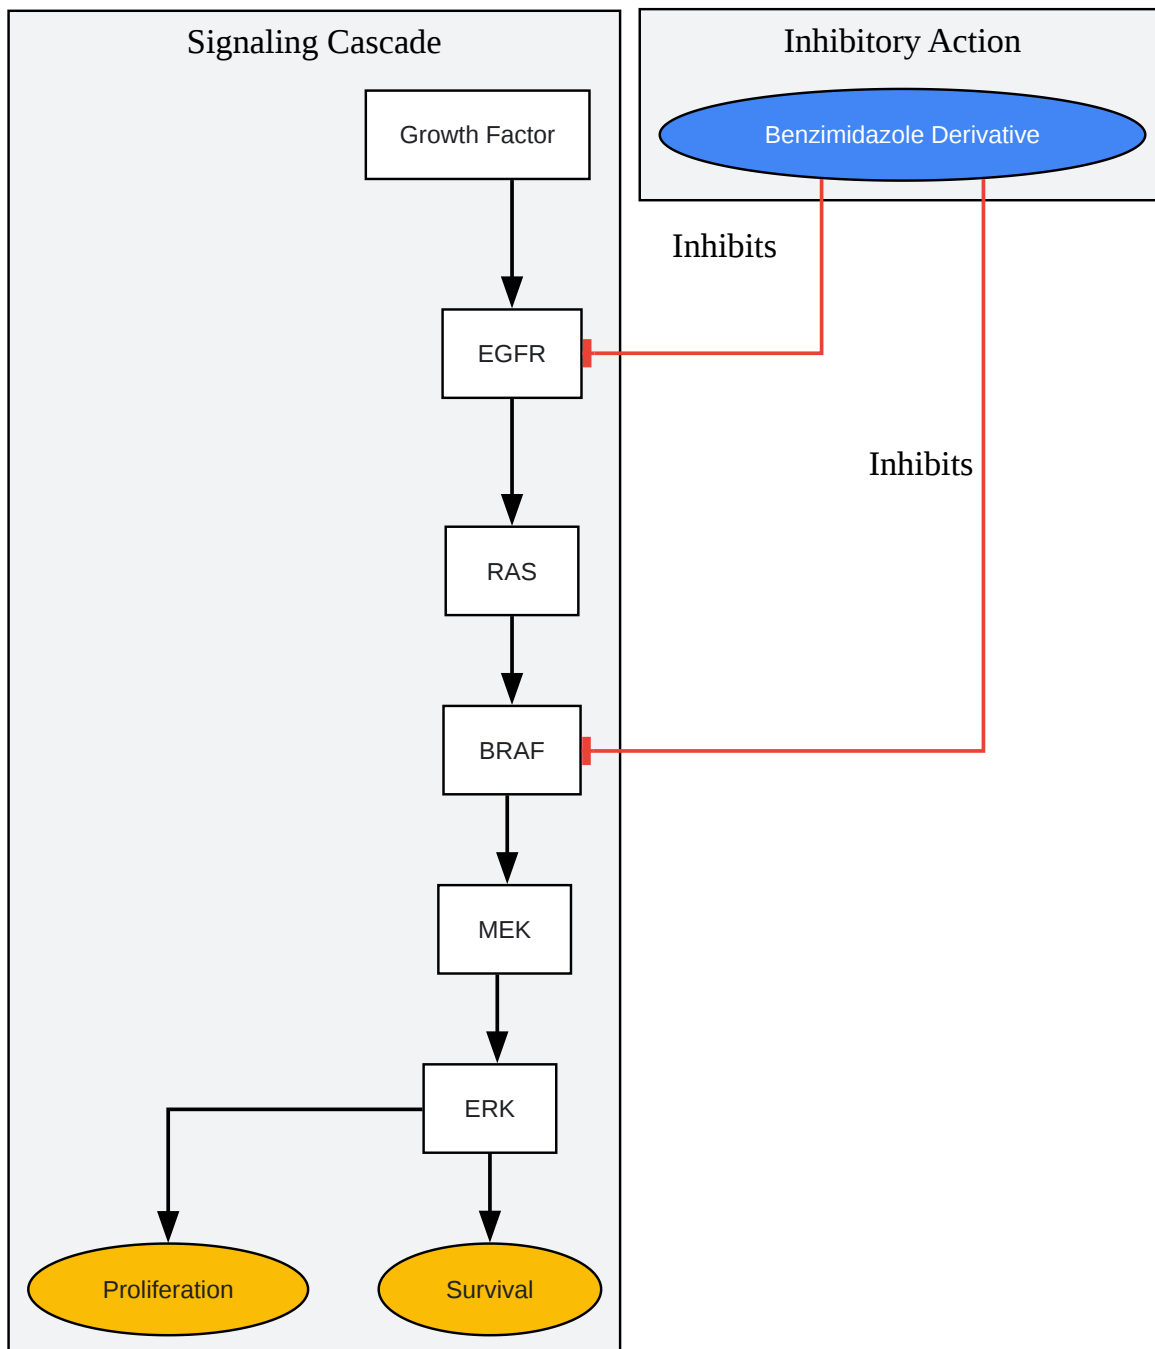 Signaling Cascade
Inhibitory Action
Growth Factor
Benzimidazole Derivative
Inhibits
EGFR
Inhibits
RAS
BRAF
MEK
ERK
Proliferation
Survival